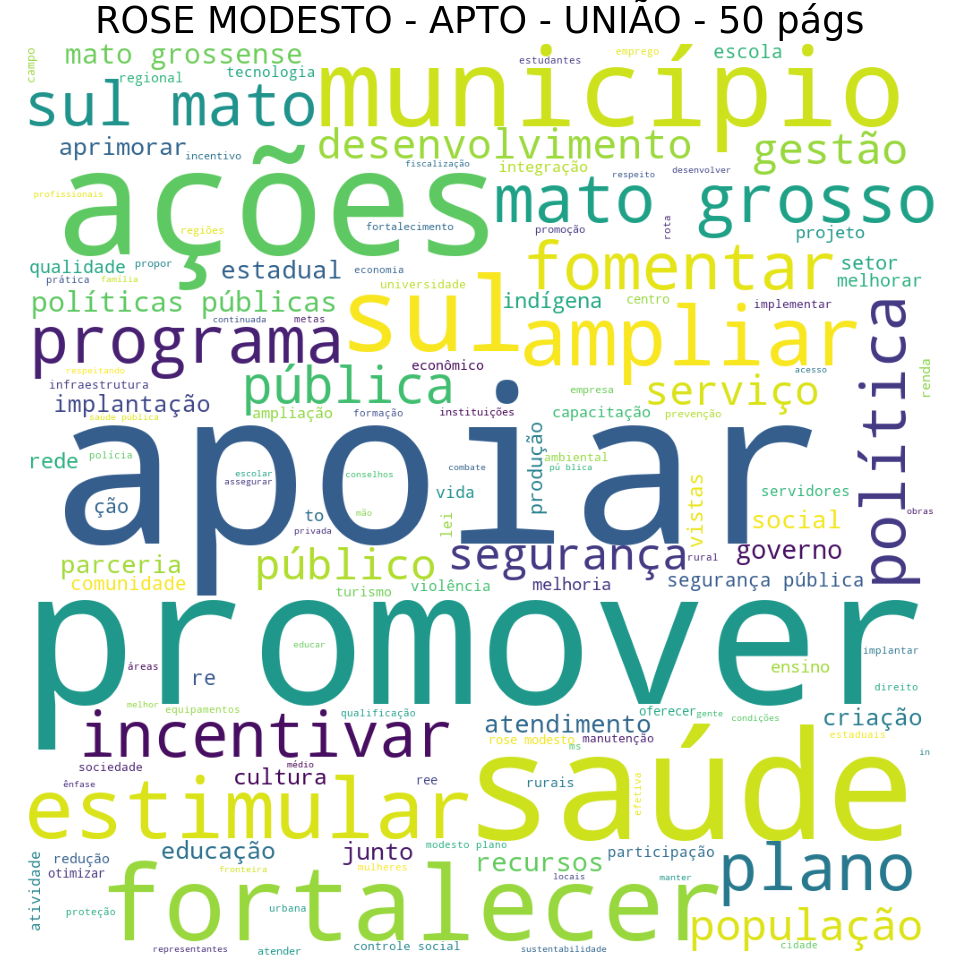 ROSE MODESTO - APTO - UNIÃO - 50 págs
campo
mato grossense
regional
tecnologia
sul mato
município
estudantes
emprego
escola
aprimorar
incentivo
desenvolvimento
fiscalização
integração
respeito
desenvolver
gestão
profissionais
ações
regiões
fortalecimento
mato grosso
promoção
rota
projeto
qualidade
propor
prática
família
estadual
economia
universidade
fomentar
setor
melhorar
políticas públicas
continuada
metas
sul
indígena
centro
implementar
programa
ampliar
política
respeitando
infraestrutura
econômico
acesso
renda
implantação
pública
empresa
serviço
saúde pública
ampliação
formação
instituições
capacitação
prevenção
apoiar
rede
polícia
escolar
assegurar
conselhos
combate
produção
ambiental
pú blica
vistas
servidores
ção
to
mão
privada
vida
lei
social
obras
parceria
público
segurança
rural
governo
comunidade
turismo
violência
melhoria
segurança pública
promover
educar
implantar
áreas
re
ensino
direito
melhor
equipamentos
qualificação
oferecer
gente
condições
incentivar
atendimento
criação
rose modesto
manutenção
estaduais
ms
sociedade
médio
in
ênfase
cultura
ree
rurais
efetiva
saúde
estimular
atividade
redução
otimizar
educação
fronteira
junto
mulheres
modesto plano
recursos
participação
locais
manter
plano
fortalecer
proteção
urbana
população
cidade
representantes
atender
controle social
sustentabilidade